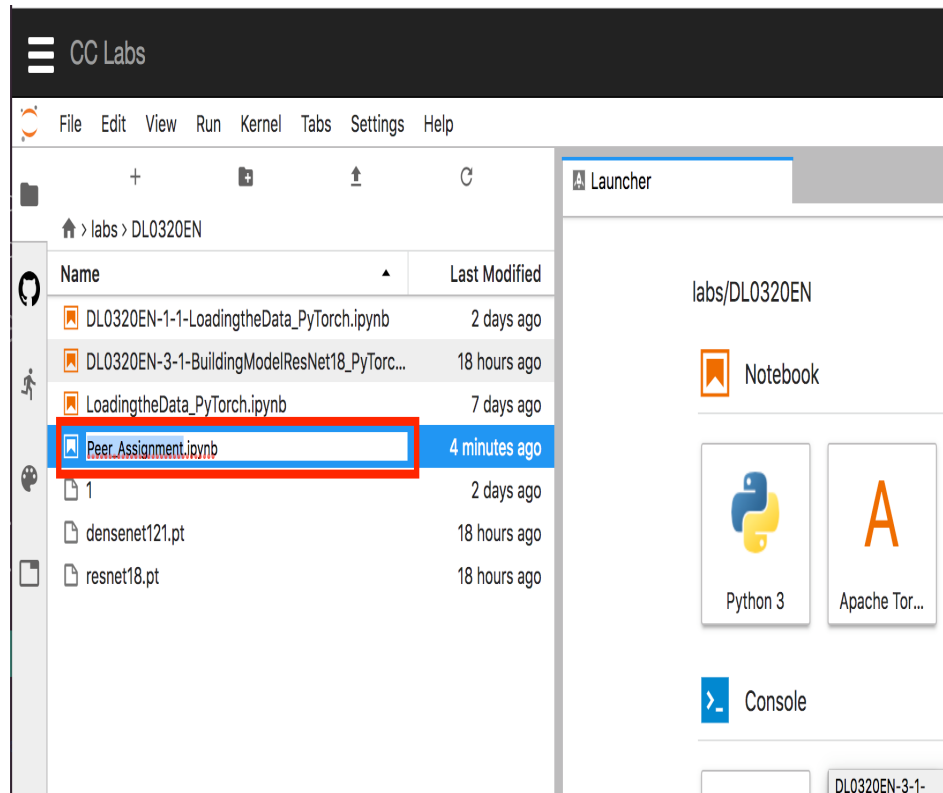 CC Labs
File Edit View Run Kernel Tabs Settings Help
Launcher
> labs > DL0320EN
Name Last Modified
labs/DL0320EN
DL0320EN-1-1-LoadingtheData_PyTorch.ipynb 2 days ago
DL0320EN-3-1-BuildingModelResNet18_PyTorc... 18 hours ago
Notebook
LoadingtheData_PyTorch.ipynb 7 days ago
Peer_Assignment.ipynb 4 minutes ago
1 2 days ago
densenet121.pt 18 hours ago
resnet18.pt 18 hours ago
Python 3 Apache Tor...
Console
DL0320EN-3-1-